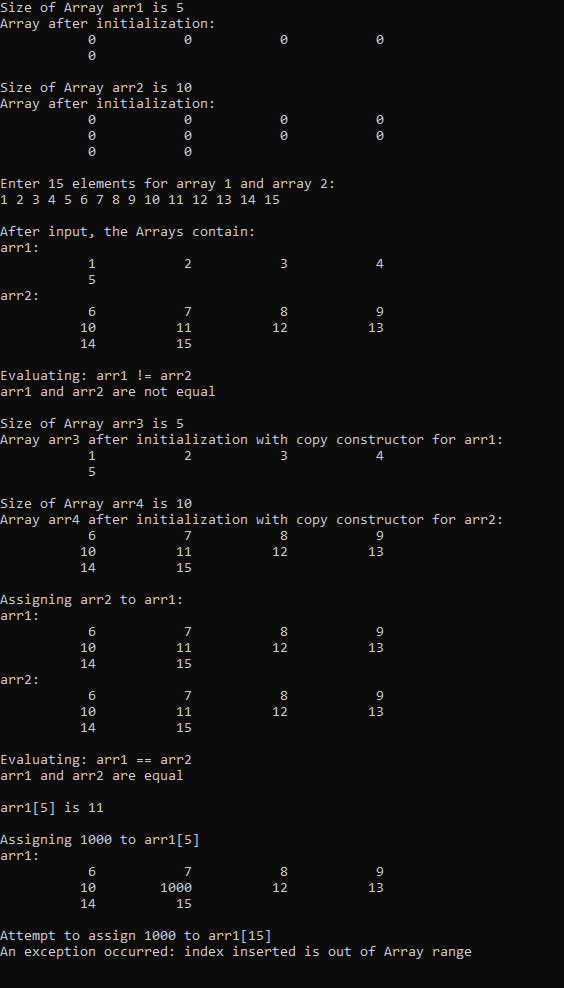 Size of Array arr1 is 5
Array after initialization:
           0           0           0           0
           0

Size of Array arr2 is 10
Array after initialization:
           0           0           0           0
           0           0           0           0
           0           0

Enter 15 elements for array 1 and array 2:
1 2 3 4 5 6 7 8 9 10 11 12 13 14 15

After input, the Arrays contain:
arr1:
           1           2           3           4
           5
arr2:
           6           7           8           9
          10          11          12          13
          14          15

Evaluating: arr1 != arr2
arr1 and arr2 are not equal

Size of Array arr3 is 5
Array arr3 after initialization with copy constructor for arr1:
           1           2           3           4
           5

Size of Array arr4 is 10
Array arr4 after initialization with copy constructor for arr2:
           6           7           8           9
          10          11          12          13
          14          15

Assigning arr2 to arr1:
arr1:
           6           7           8           9
          10          11          12          13
          14          15
arr2:
           6           7           8           9
          10          11          12          13
          14          15

Evaluating: arr1 == arr2
arr1 and arr2 are equal

arr1[5] is 11

Assigning 1000 to arr1[5]
arr1:
           6           7           8           9
          10        1000          12          13
          14          15

Attempt to assign 1000 to arr1[15]
An exception occurred: index inserted is out of Array range